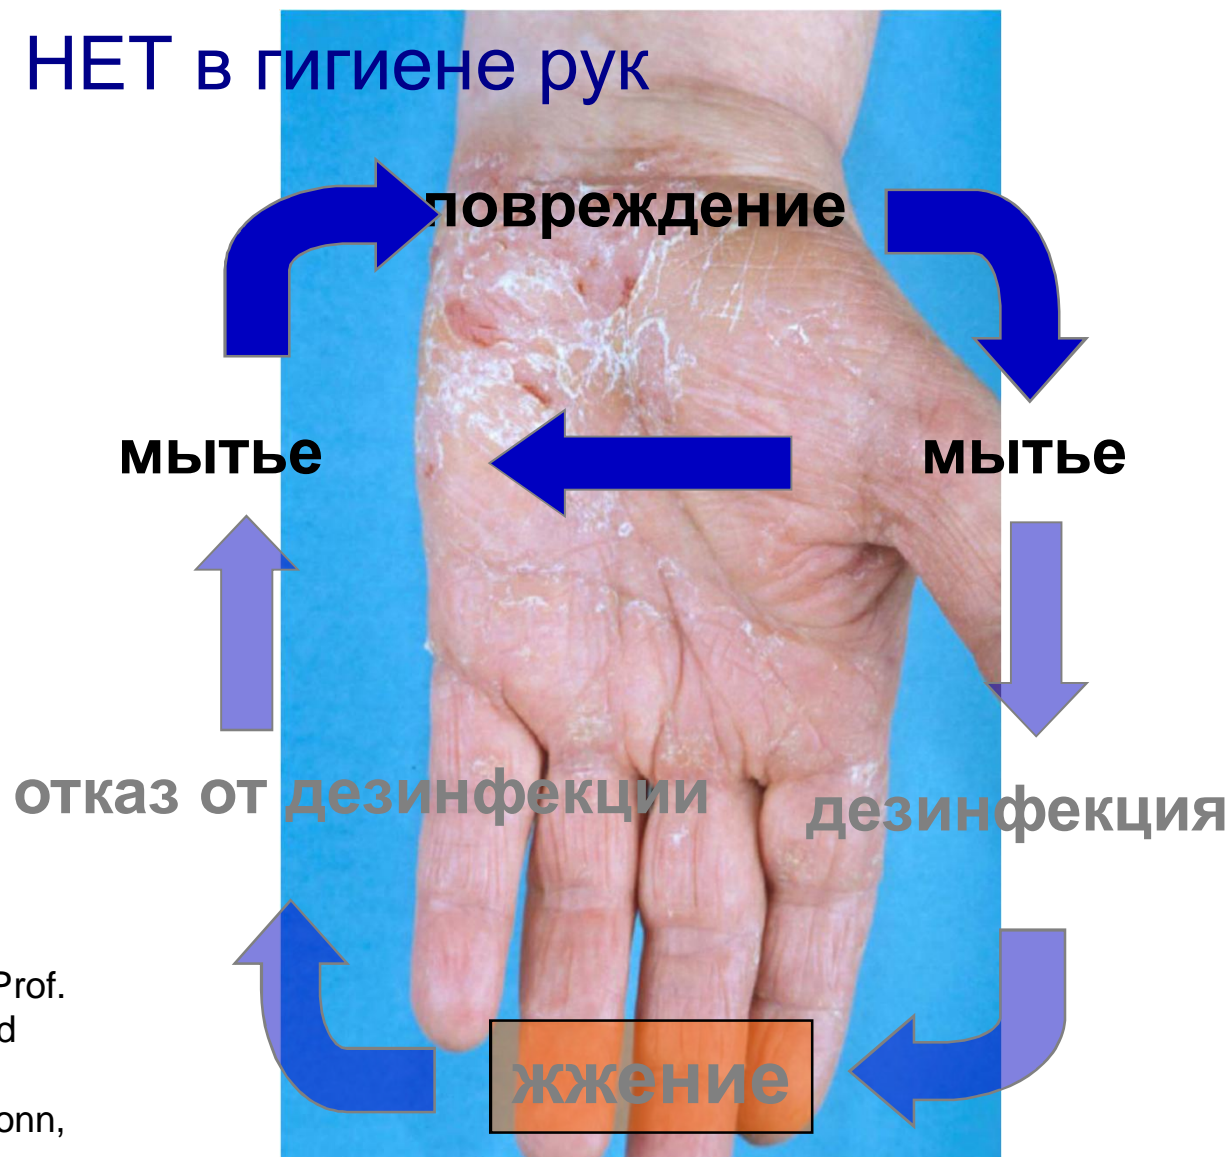 НЕТ в гигиене рук
повреждение
мытье
мытье
отказ от дезинфекции
дезинфекция
Prof.
d
жжение
onn,